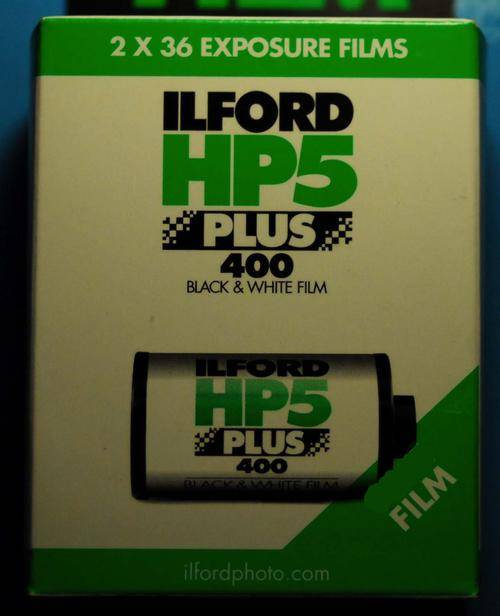 2 X 36 EXPOSURE FILMS
ILFORD
HP5
PLUS
400
BLACK & WHITE FILM
ILFORD
HP5
PLUS
400
BLACK & WHITE FILM
FILM
ilfordphoto.com